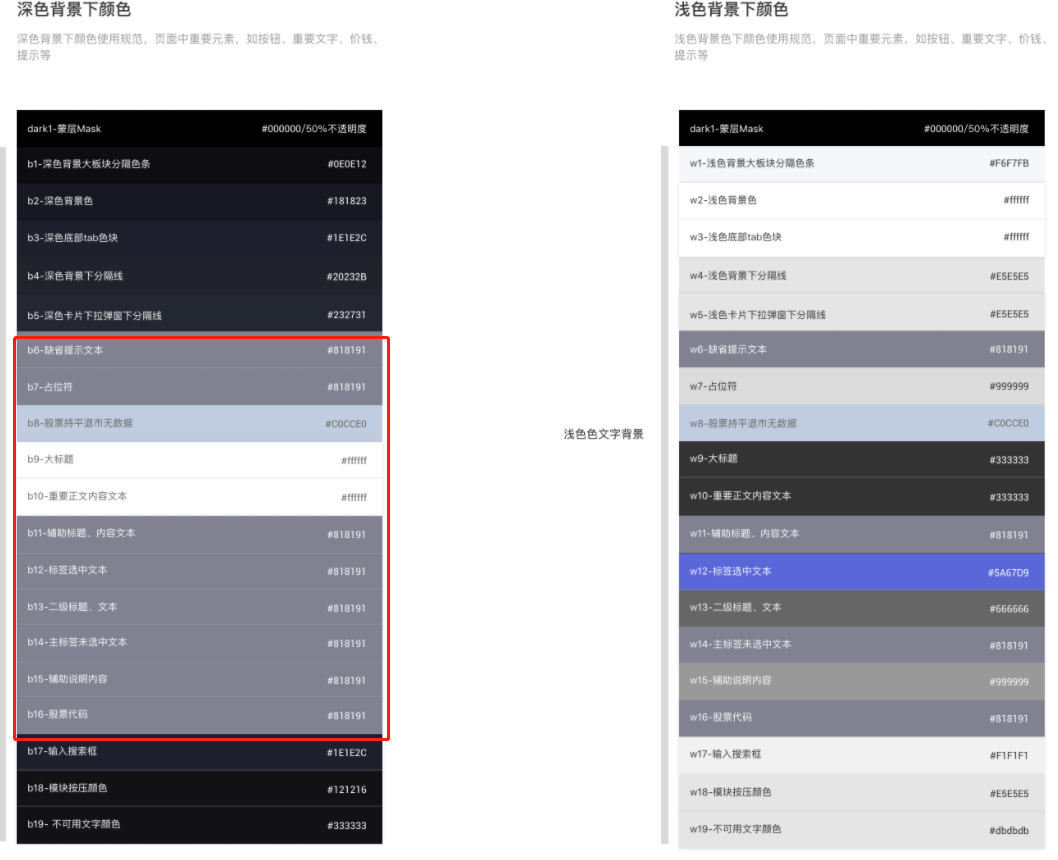 深色背景下颜色
深色背景下颜色使用规范，页面中重要元素，如按钮、重要文字、价钱、
提示等
dark1-蒙层Mask #000000/50%不透明度
b1-深色背景大板块分隔色条 #0E0E12
b2-深色背景色 #181823
b3-深色底部tab色块 #1E1E2C
b4-深色背景下分隔线 #20232B
b5-深色卡片下拉弹窗下分隔线 #232731
b6-缺省提示文本 #818191
b7-占位符 #818191
b8-股票持平退市无数据 #C0CCE0
b9-大标题 #ffffff
b10-重要正文内容文本 #ffffff
b11-辅助标题、内容文本 #818191
b12-标签选中文本 #818191
b13-二级标题、文本 #818191
b14-主标签未选中文本 #818191
b15-辅助说明内容 #818191
b16-股票代码 #818191
b17-输入搜索框 #1E1E2C
b18-模块按压颜色 #121216
b19- 不可用文字颜色 #333333
浅色色文字背景
浅色背景下颜色
浅色背景色下颜色使用规范，页面中重要元素，如按钮、重要文字、价钱、
提示等
dark1-蒙层Mask #000000/50%不透明度
w1-浅色背景大板块分隔色条 #F6F7FB
w2-浅色背景色 #ffffff
w3-浅色底部tab色块 #ffffff
w4-浅色背景下分隔线 #E5E5E5
w5-浅色卡片下拉弹窗下分隔线 #E5E5E5
w6-缺省提示文本 #818191
w7-占位符 #999999
w8-股票持平退市无数据 #C0CCE0
w9-大标题 #333333
w10-重要正文内容文本 #333333
w11-辅助标题、内容文本 #818191
w12-标签选中文本 #5A67D9
w13-二级标题、文本 #666666
w14-主标签未选中文本 #818191
w15-辅助说明内容 #999999
w16-股票代码 #818191
w17-输入搜索框 #F1F1F1
w18-模块按压颜色 #E5E5E5
w19-不可用文字颜色 #dbdbdb